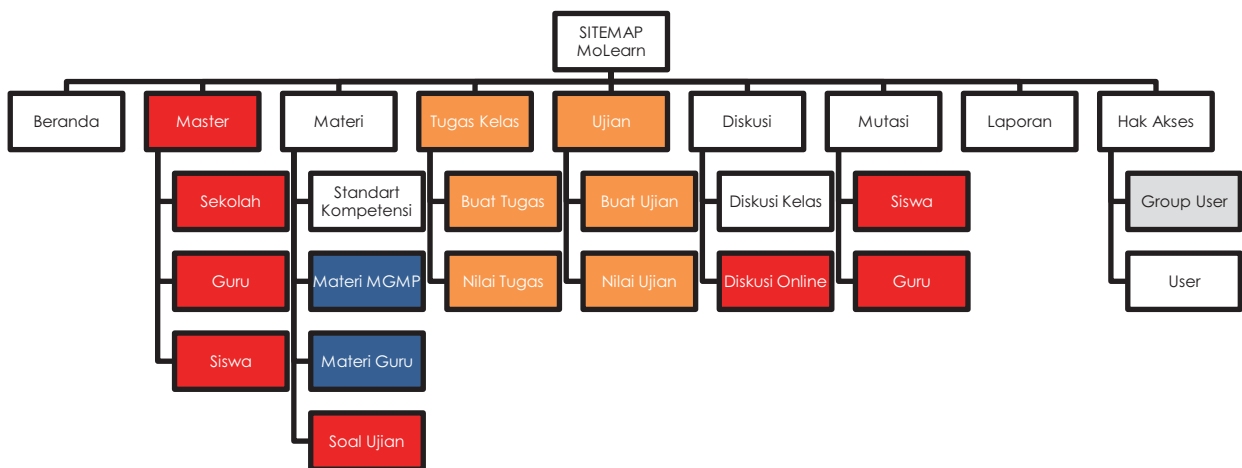 SITEMAP
MoLearn
Beranda
Master
Materi
Tugas Kelas
Ujian
Diskusi
Mutasi
Laporan
Hak Akses
Sekolah
Guru
Siswa
Standart
Kompetensi
Materi MGMP
Materi Guru
Soal Ujian
Buat Tugas
Nilai Tugas
Buat Ujian
Nilai Ujian
Diskusi Kelas
Diskusi Online
Siswa
Guru
Group User
User